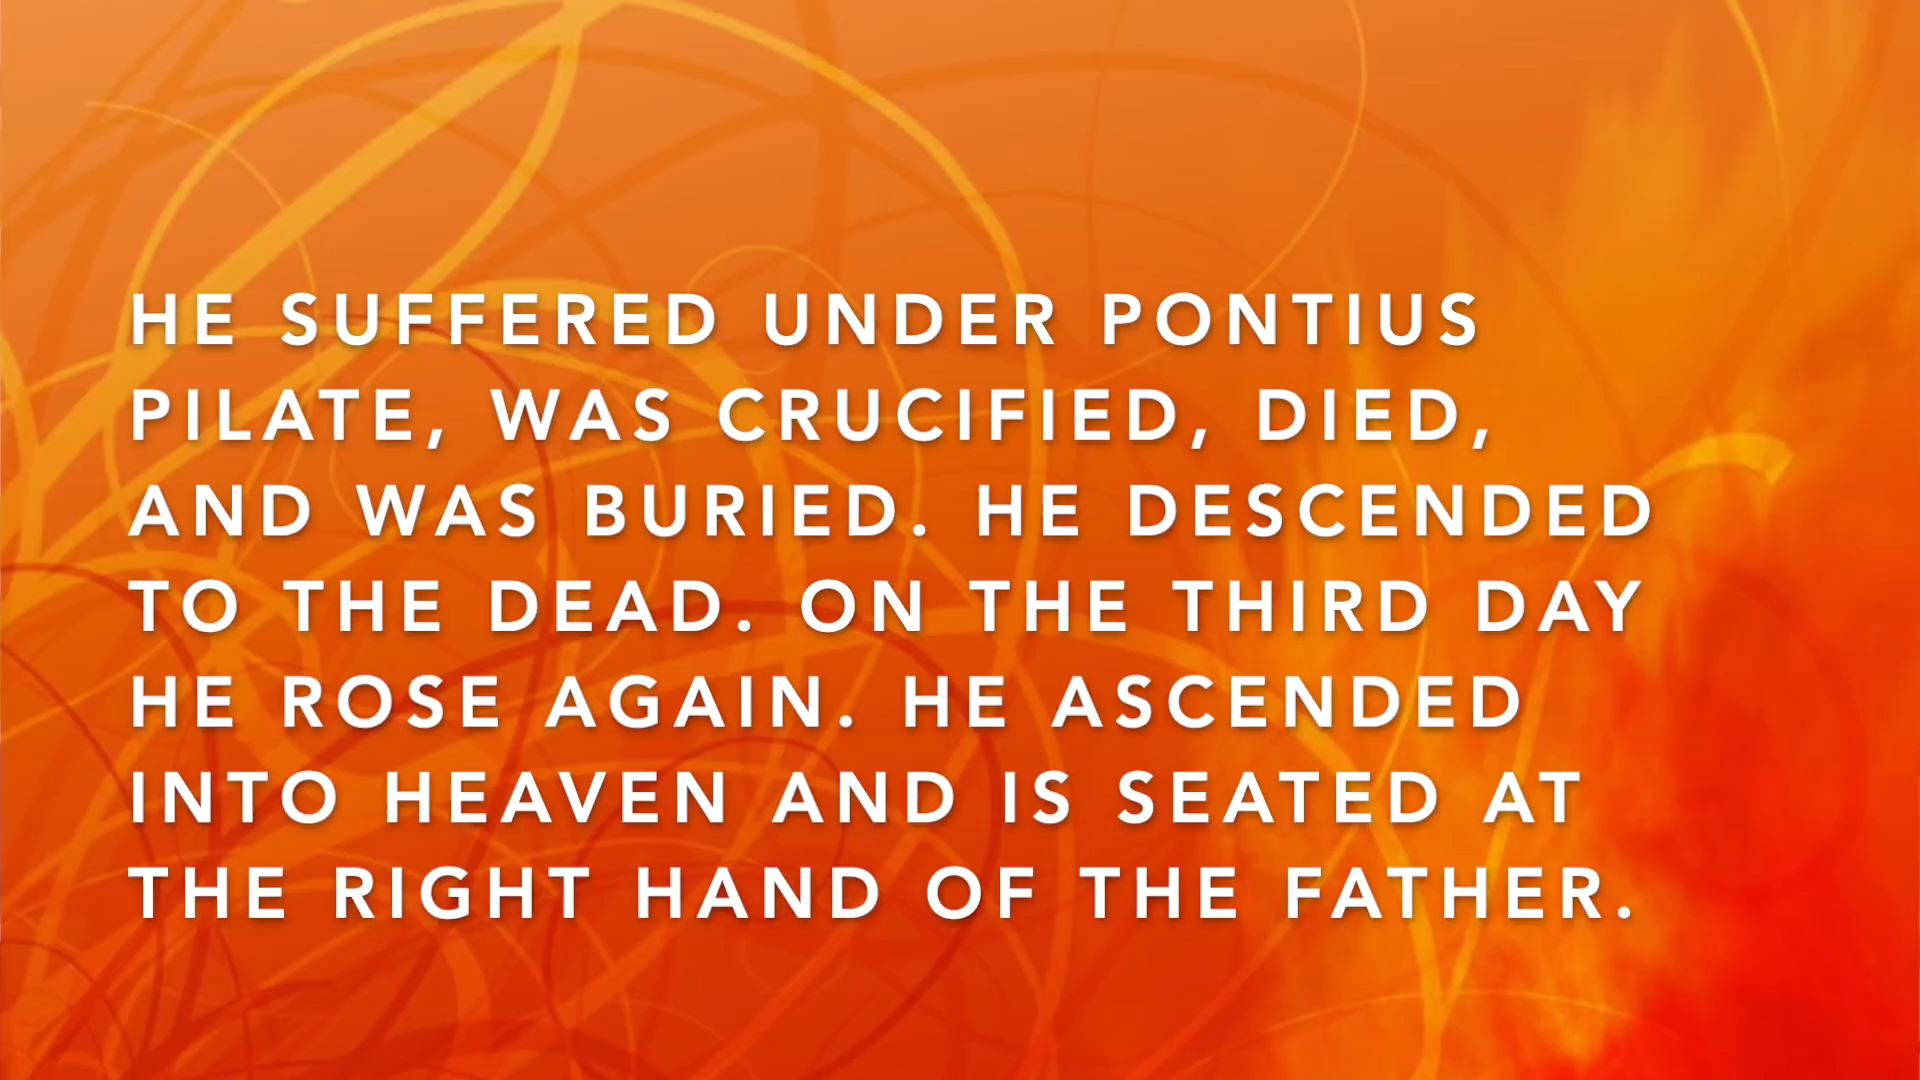 HE SUFFERED UNDER PONTIUS
PILATE, WAS CRUCIFIED, DIED,
AND WAS BURIED. HE DESCENDED
TO THE DEAD. ON THE THIRD DAY
HE ROSE AGAIN. HE ASCENDED
INTO HEAVEN AND IS SEATED AT
THE RIGHT HAND OF THE FATHER.